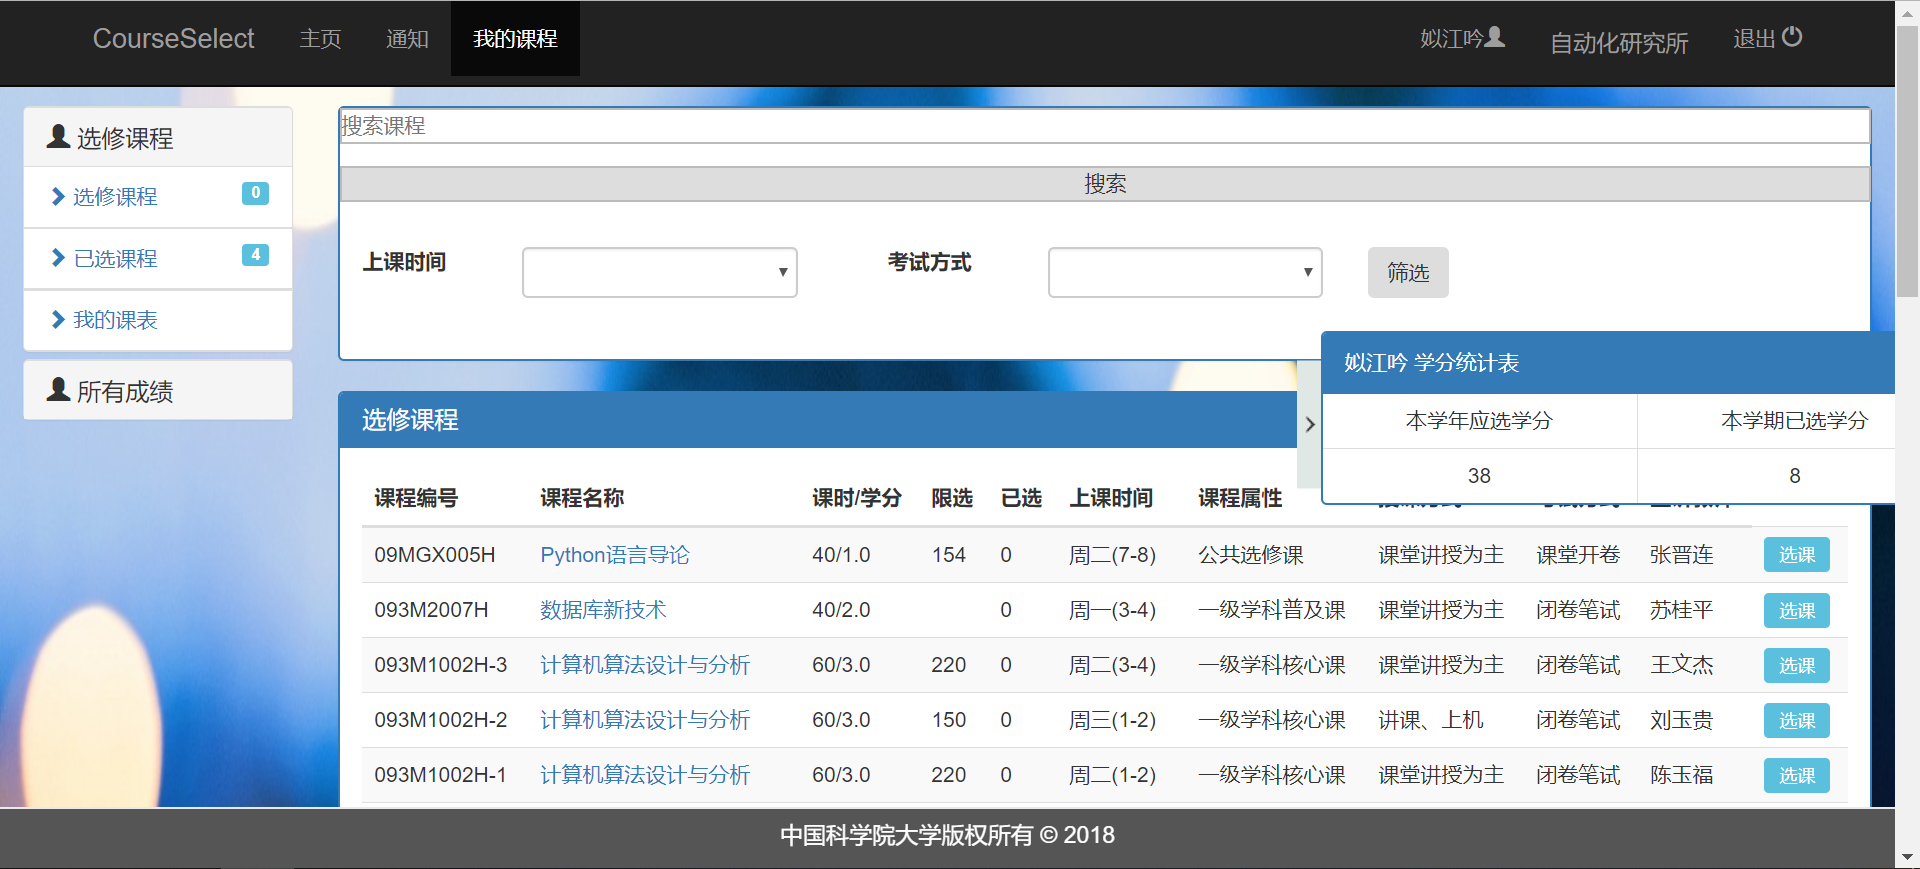 CourseSelect 主页 通知 我的课程 姒江吟 自动化研究所 退出
选修课程
选修课程 0
已选课程 4
我的课表
所有成绩
搜索课程
搜索
上课时间 考试方式 筛选
姒江吟 学分统计表
本学年应选学分 本学期已选学分
38 8
选修课程
课程编号 课程名称 课时/学分 限选 已选 上课时间 课程属性
09MGX005H Python语言导论 40/1.0 154 0 周二(7-8) 公共选修课 课堂讲授为主 课堂开卷 张晋连 选课
093M2007H 数据库新技术 40/2.0 0 周一(3-4) 一级学科普及课 课堂讲授为主 闭卷笔试 苏桂平 选课
093M1002H-3 计算机算法设计与分析 60/3.0 220 0 周二(3-4) 一级学科核心课 课堂讲授为主 闭卷笔试 王文杰 选课
093M1002H-2 计算机算法设计与分析 60/3.0 150 0 周三(1-2) 一级学科核心课 讲课、上机 闭卷笔试 刘玉贵 选课
093M1002H-1 计算机算法设计与分析 60/3.0 220 0 周二(1-2) 一级学科核心课 课堂讲授为主 闭卷笔试 陈玉福 选课
中国科学院大学版权所有 © 2018